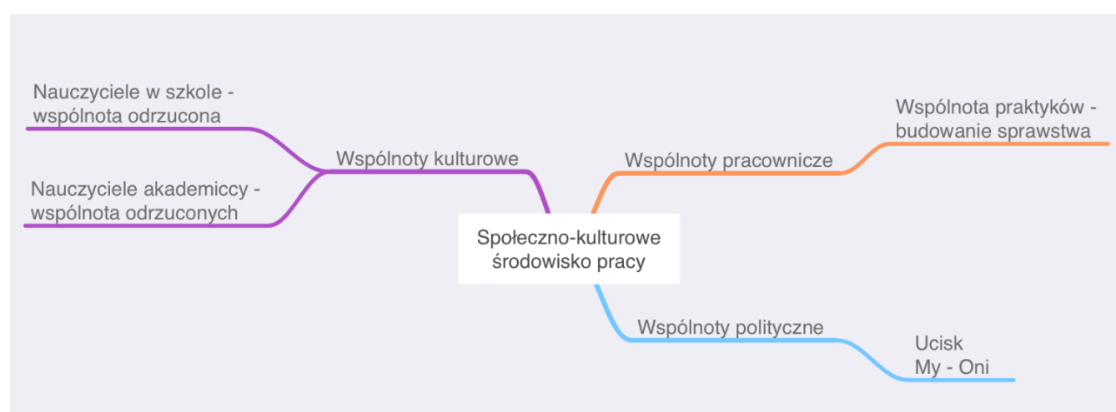 Nauczyciele w szkole -
wspólnota odrzucona
Nauczyciele akademiccy -
wspólnota odrzuconych
Wspólnoty kulturowe
Społeczno-kulturowe
środowisko pracy
Wspólnoty pracownicze
Wspólnota praktyków -
budowanie sprawstwa
Wspólnoty polityczne
Ucisk
My - Oni